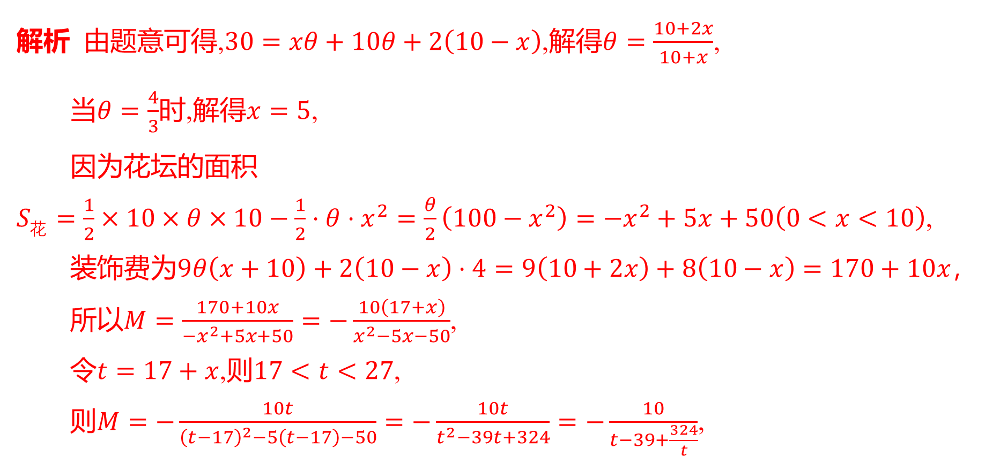 解析 由题意可得,$30 = x\theta + 10\theta + 2(10 - x)$,解得$\theta = \frac{10+2x}{10+x}$,
当$\theta = \frac{4}{3}$时,解得$x = 5$,
因为花坛的面积
$S_{花} = \frac{1}{2} \times 10 \times \theta \times 10 - \frac{1}{2} \cdot \theta \cdot x^2 = \frac{\theta}{2}(100 - x^2) = -x^2 + 5x + 50(0 < x < 10)$,
装饰费为$9\theta(x + 10) + 2(10 - x) \cdot 4 = 9(10 + 2x) + 8(10 - x) = 170 + 10x$,
所以$M = \frac{170+10x}{-x^2+5x+50} = -\frac{10(17+x)}{x^2-5x-50}$,
令$t = 17 + x$,则$17 < t < 27$,
则$M = -\frac{10t}{(t-17)^2-5(t-17)-50} = -\frac{10t}{t^2-39t+324} = -\frac{10}{t-39+\frac{324}{t}}$,